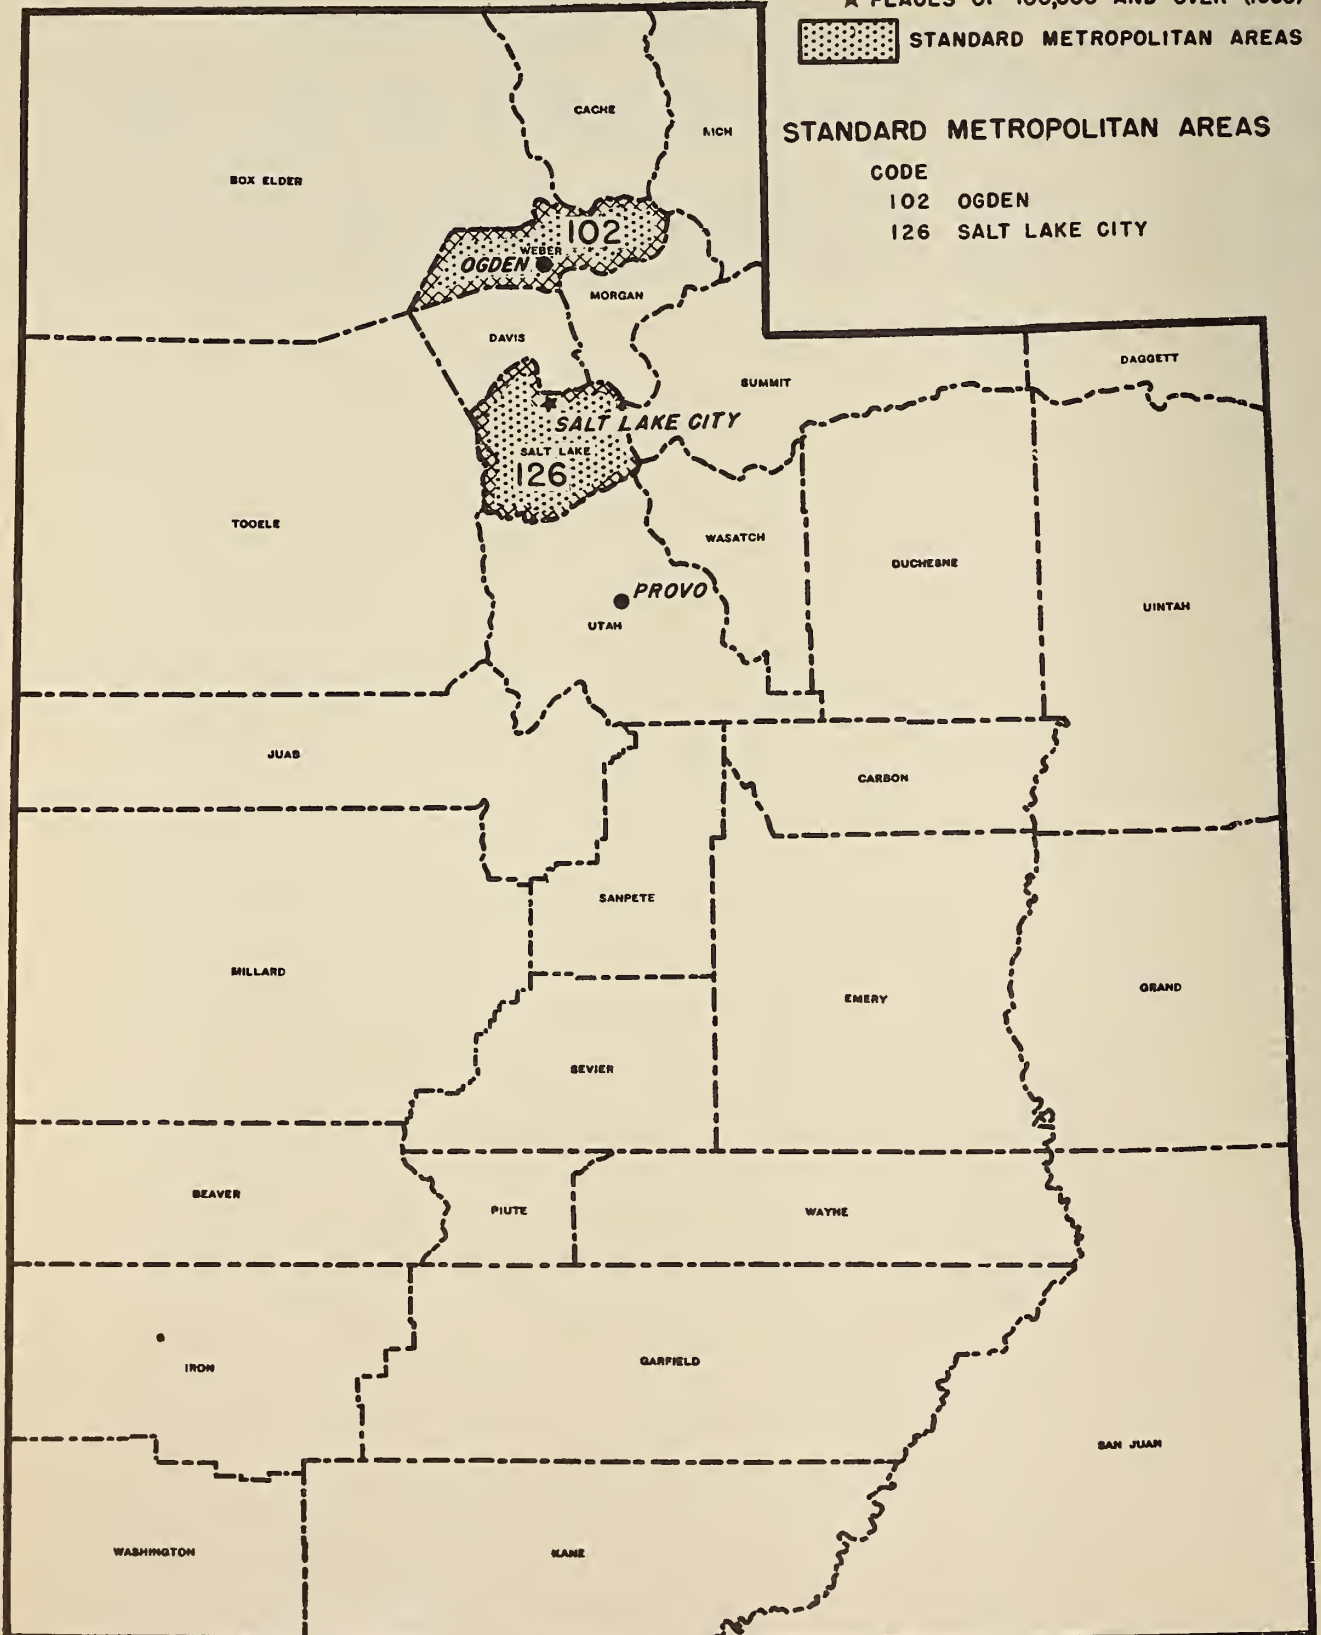 STANDARD METROPOLITAN AREAS
STANDARD METROPOLITAN AREAS
CODE
102 OGDEN
126 SALT LAKE CITY
CACHE
RICH
BOX ELDER
102
WEBER
OGDEN
MORGAN
DAVIS
DAGGETT
SUMMIT
SALT LAKE CITY
SALT LAKE
126
TOOELE
WASATCH
DUCHESNE
PROVO
UINTAH
UTAH
JUAB
CARBON
SANPETE
MILLARD
GRAND
EMERY
SEVIER
BEAVER
PIUTE
WAYNE
GARFIELD
IRON
SAN JUAN
WASHINGTON
KANE